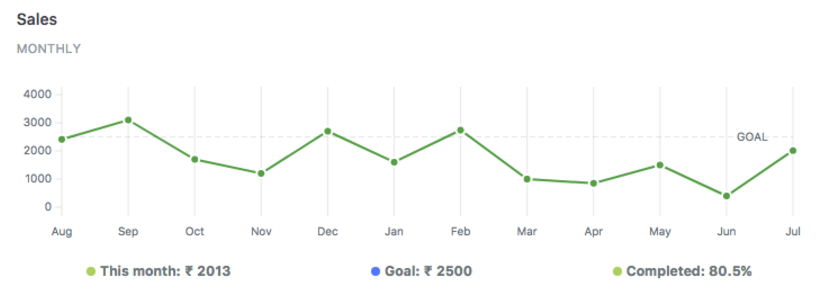 Sales
MONTHLY
4000
3000
GOAL
2000
1000
0
Aug Sep Oct Nov Dec Jan Feb Mar Apr May Jun Jul
This month: ₹ 2013 Goal: ₹ 2500 Completed: 80.5%